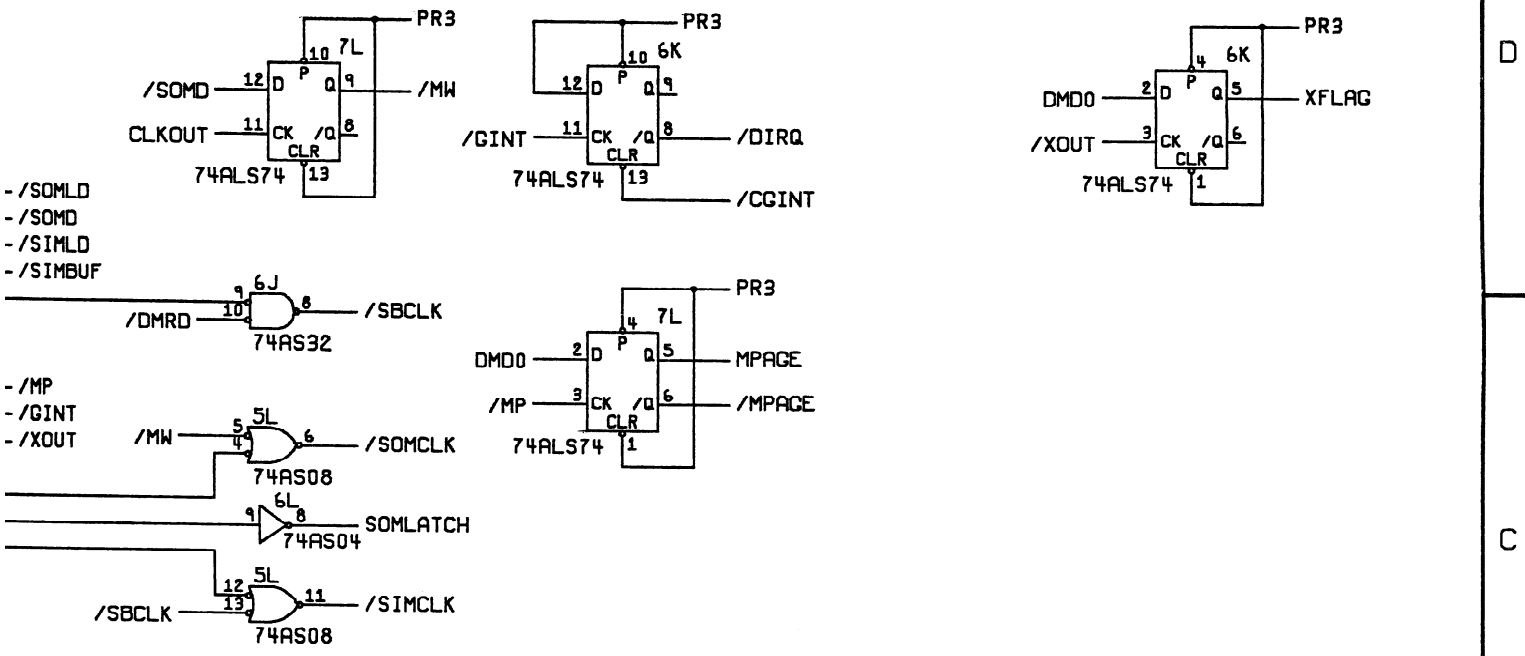 PR3
10 7L
P
/SOMD 12 D Q 9 /MW
CLKOUT 11 CK /Q 8
CLR
74ALS74 13
PR3
10 6K
P
12 D Q 9
/GINT 11 CK /Q 8 /DIRQ
CLR
74ALS74 13
/CGINT
PR3
4 6K
P
DMD0 2 D Q 5 XFLAG
/XOUT 3 CK /Q 6
CLR
74ALS74 1
D
-/SOMLD
-/SOMD
-/SIMLD
-/SIMBUF
6J
9
10 8 /SBCLK
/DMRD
74AS32
PR3
4 7L
P
DMD0 2 D Q 5 MPAGE
/MP 3 CK /Q 6 /MPAGE
CLR
74ALS74 1
-/MP
-/GINT
-/XOUT
5L
/MW 5
4 6 /SOMCLK
74AS08
6L
9 8 SOMLATCH
74AS04
C
5L
12
13 11 /SIMCLK
/SBCLK
74AS08